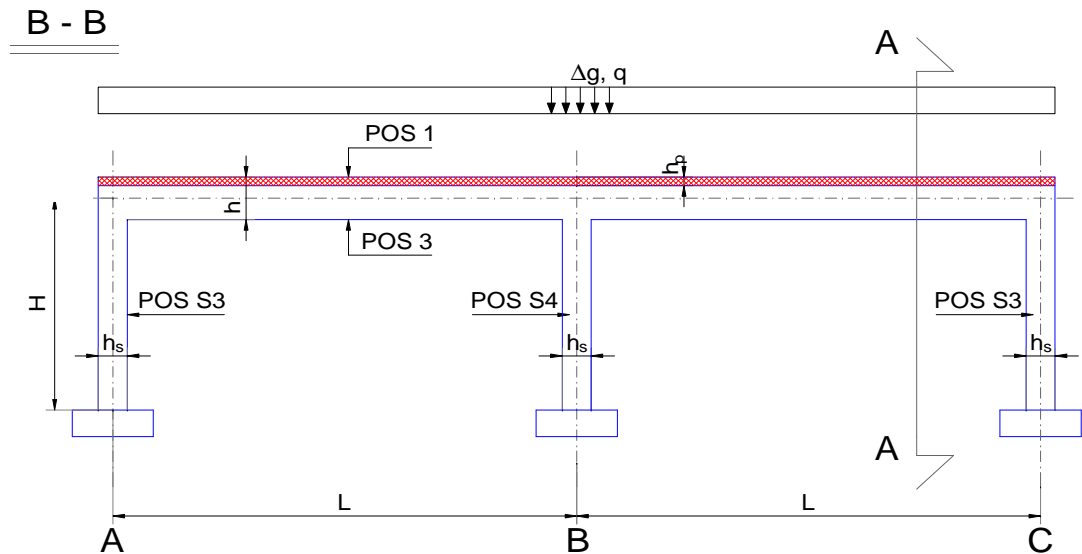 B - B
A
Δg, q
POS 1
hp
h
POS 3
H
POS S3
POS S4
POS S3
hs
hs
hs
A
L
L
A
B
C